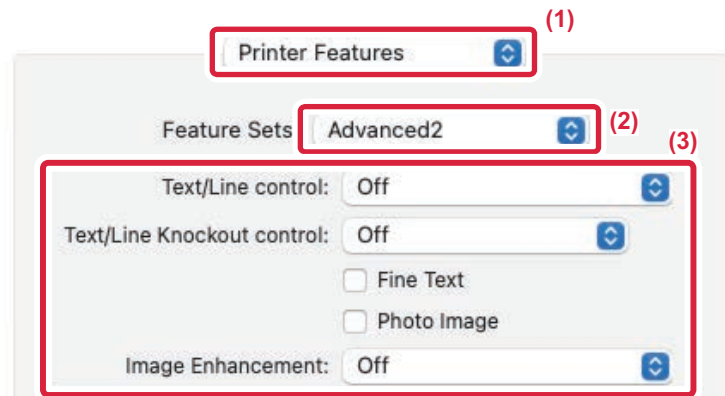 (1)
Printer Features
Feature Sets Advanced2 (2)
(3)
Text/Line control: Off
Text/Line Knockout control: Off
Fine Text
Photo Image
Image Enhancement: Off